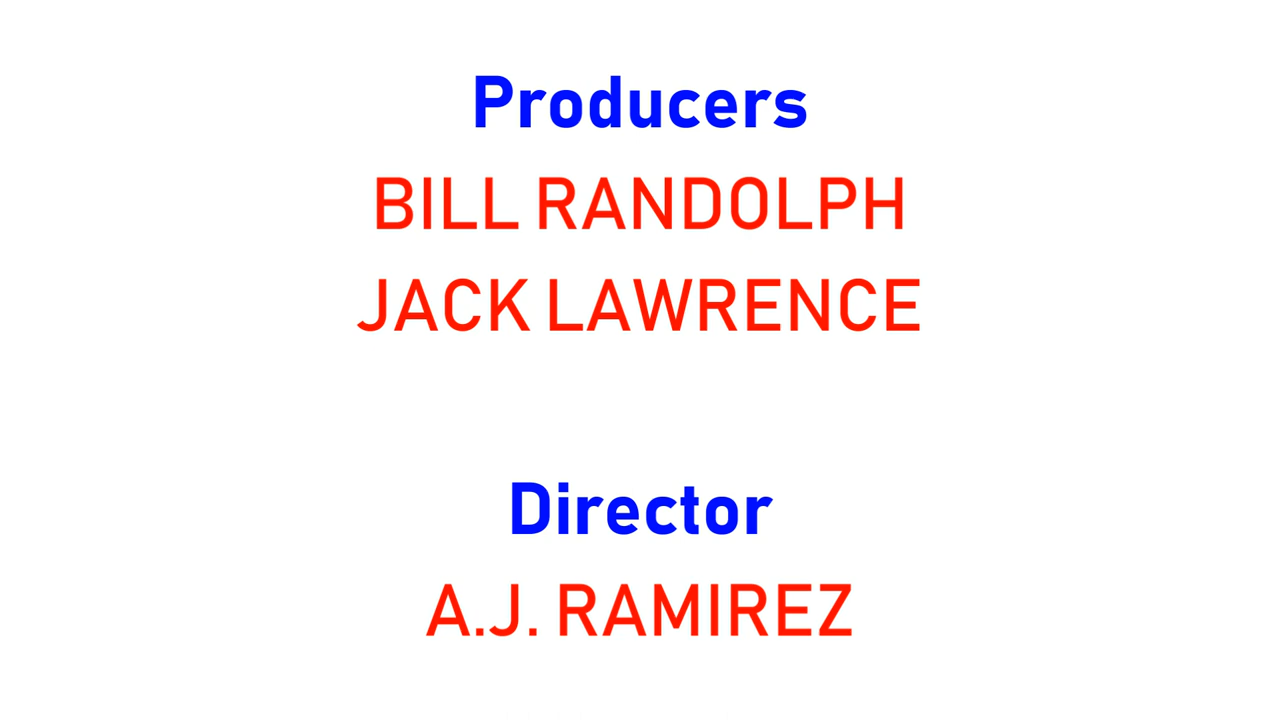 Producers
BILL RANDOLPH
JACK LAWRENCE
Director
A.J. RAMIREZ